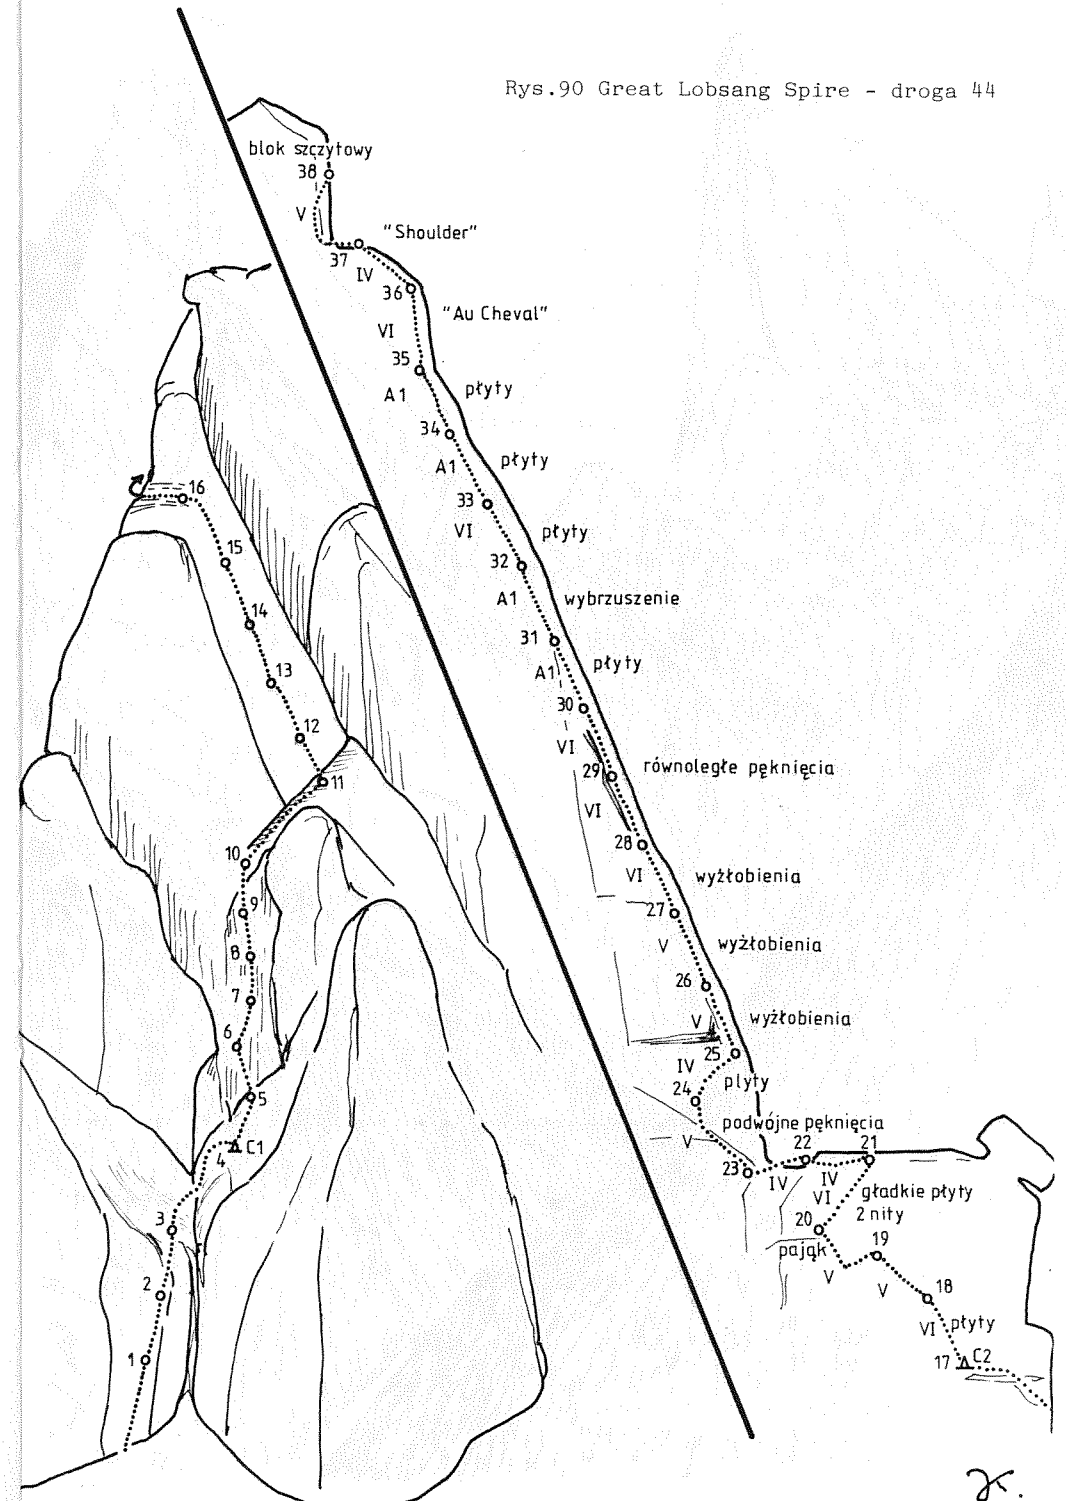 Rys.90 Great Lobsang Spire - droga 44
blok szczytowy
38
V
"Shoulder"
37
IV
36
"Au Cheval"
VI
35
A1
płyty
34
A1
płyty
33
VI
płyty
32
A1
wybrzuszenie
31
A1
płyty
30
VI
29
równoległe pęknięcia
VI
28
VI
wyżłobienia
27
V
wyżłobienia
26
V
wyżłobienia
25
IV
płyty
24
podwójne pęknięcia
V
22
21
23
IV
IV
VI
gładkie płyty
2 nity
20
pająk
19
V
V
18
VI
płyty
17
C2
16
15
14
13
12
11
10
9
8
7
6
5
4
C1
3
2
1